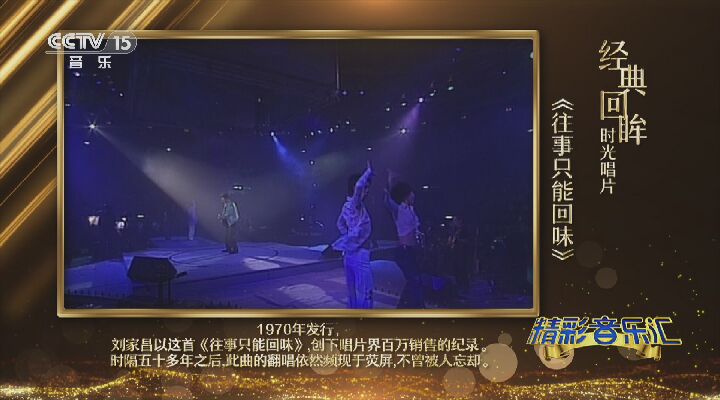 CCTV 15
音乐
经典回眸
时光唱片
《往事只能回味》
1970年发行,
刘家昌以这首《往事只能回味》,创下唱片界百万销售的纪录。
时隔五十多年之后,此曲的翻唱依然频现于荧屏,不曾被人忘却。
精彩音乐汇